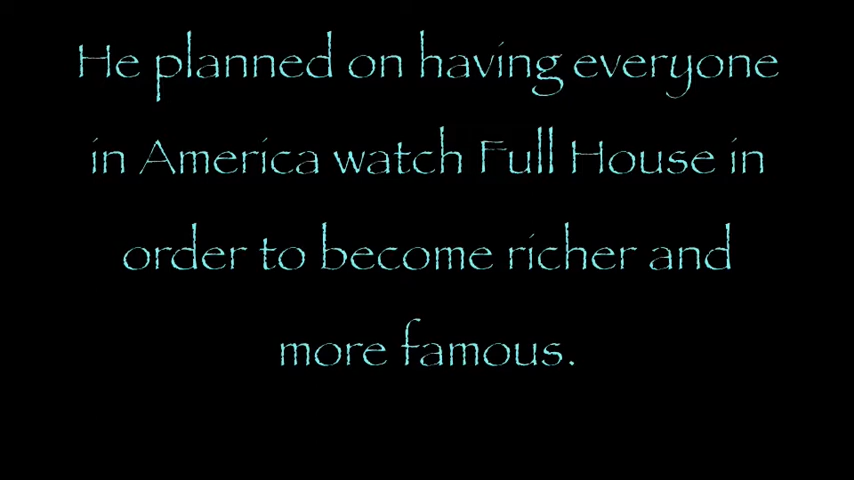 He planned on having everyone
in America watch Full House in
order to become richer and
more famous.